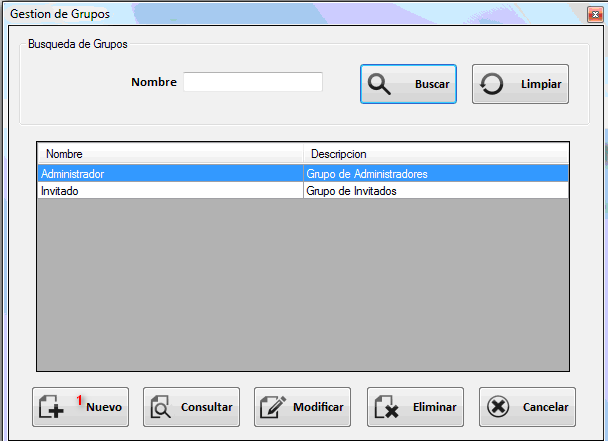 Gestion de Grupos
Busqueda de Grupos
Nombre Buscar Limpiar
Nombre Descripcion
Administrador Grupo de Administradores
Invitado Grupo de Invitados
1 Nuevo Consultar Modificar Eliminar Cancelar